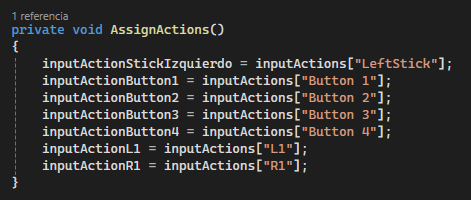 1 referencia
private void AssignActions()
{
inputActionStickIzquierdo = inputActions["LeftStick"];
inputActionButton1 = inputActions["Button 1"];
inputActionButton2 = inputActions["Button 2"];
inputActionButton3 = inputActions["Button 3"];
inputActionButton4 = inputActions["Button 4"];
inputActionL1 = inputActions["L1"];
inputActionR1 = inputActions["R1"];
}